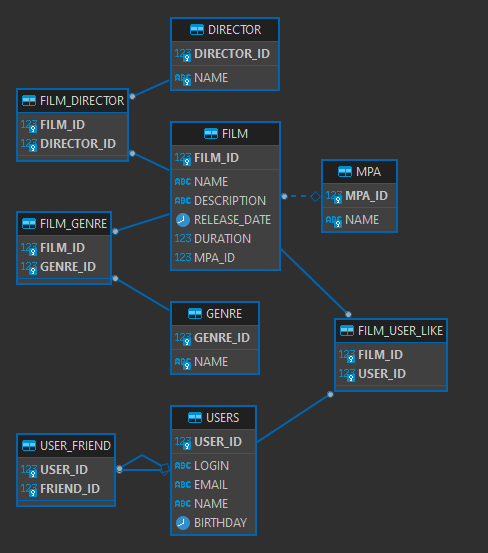 DIRECTOR
123 DIRECTOR_ID
ABC NAME
FILM_DIRECTOR
123 FILM_ID
123 DIRECTOR_ID
FILM
123 FILM_ID
ABC NAME
ABC DESCRIPTION
RELEASE_DATE
123 DURATION
123 MPA_ID
MPA
123 MPA_ID
ABC NAME
FILM_GENRE
123 FILM_ID
123 GENRE_ID
GENRE
123 GENRE_ID
123 NAME
FILM_USER_LIKE
123 FILM_ID
123 USER_ID
USERS
123 USER_ID
ABC LOGIN
ABC EMAIL
ABC NAME
BIRTHDAY
USER_FRIEND
123 USER_ID
123 FRIEND_ID